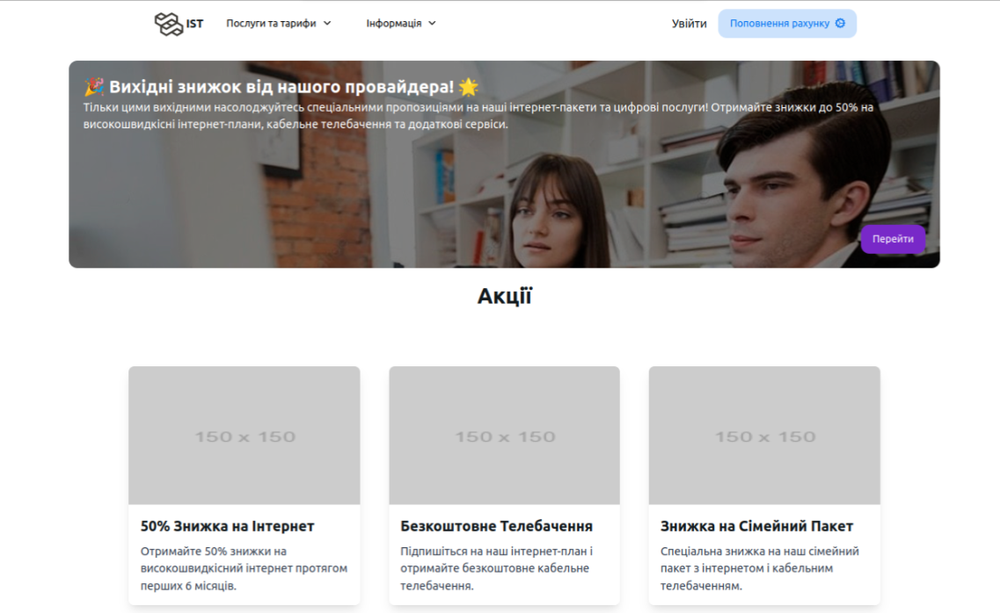 IST
Послуги та тарифи
Інформація
Увійти
Поповнення рахунку
🎉 Вихідні знижок від нашого провайдера! 🌟
Тільки цими вихідними насолоджуйтесь спеціальними пропозиціями на наші інтернет-пакети та цифрові послуги! Отримайте знижки до 50% на
високошвидкісні інтернет-плани, кабельне телебачення та додаткові сервіси.
Перейти
Акції
150 x 150
50% Знижка на Інтернет
Отримайте 50% знижки на
високошвидкісний інтернет протягом
перших 6 місяців.
150 x 150
Безкоштовне Телебачення
Підпишіться на наш інтернет-план і
отримайте безкоштовне кабельне
телебачення.
150 x 150
Знижка на Сімейний Пакет
Спеціальна знижка на наш сімейний
пакет з інтернетом і кабельним
телебаченням.